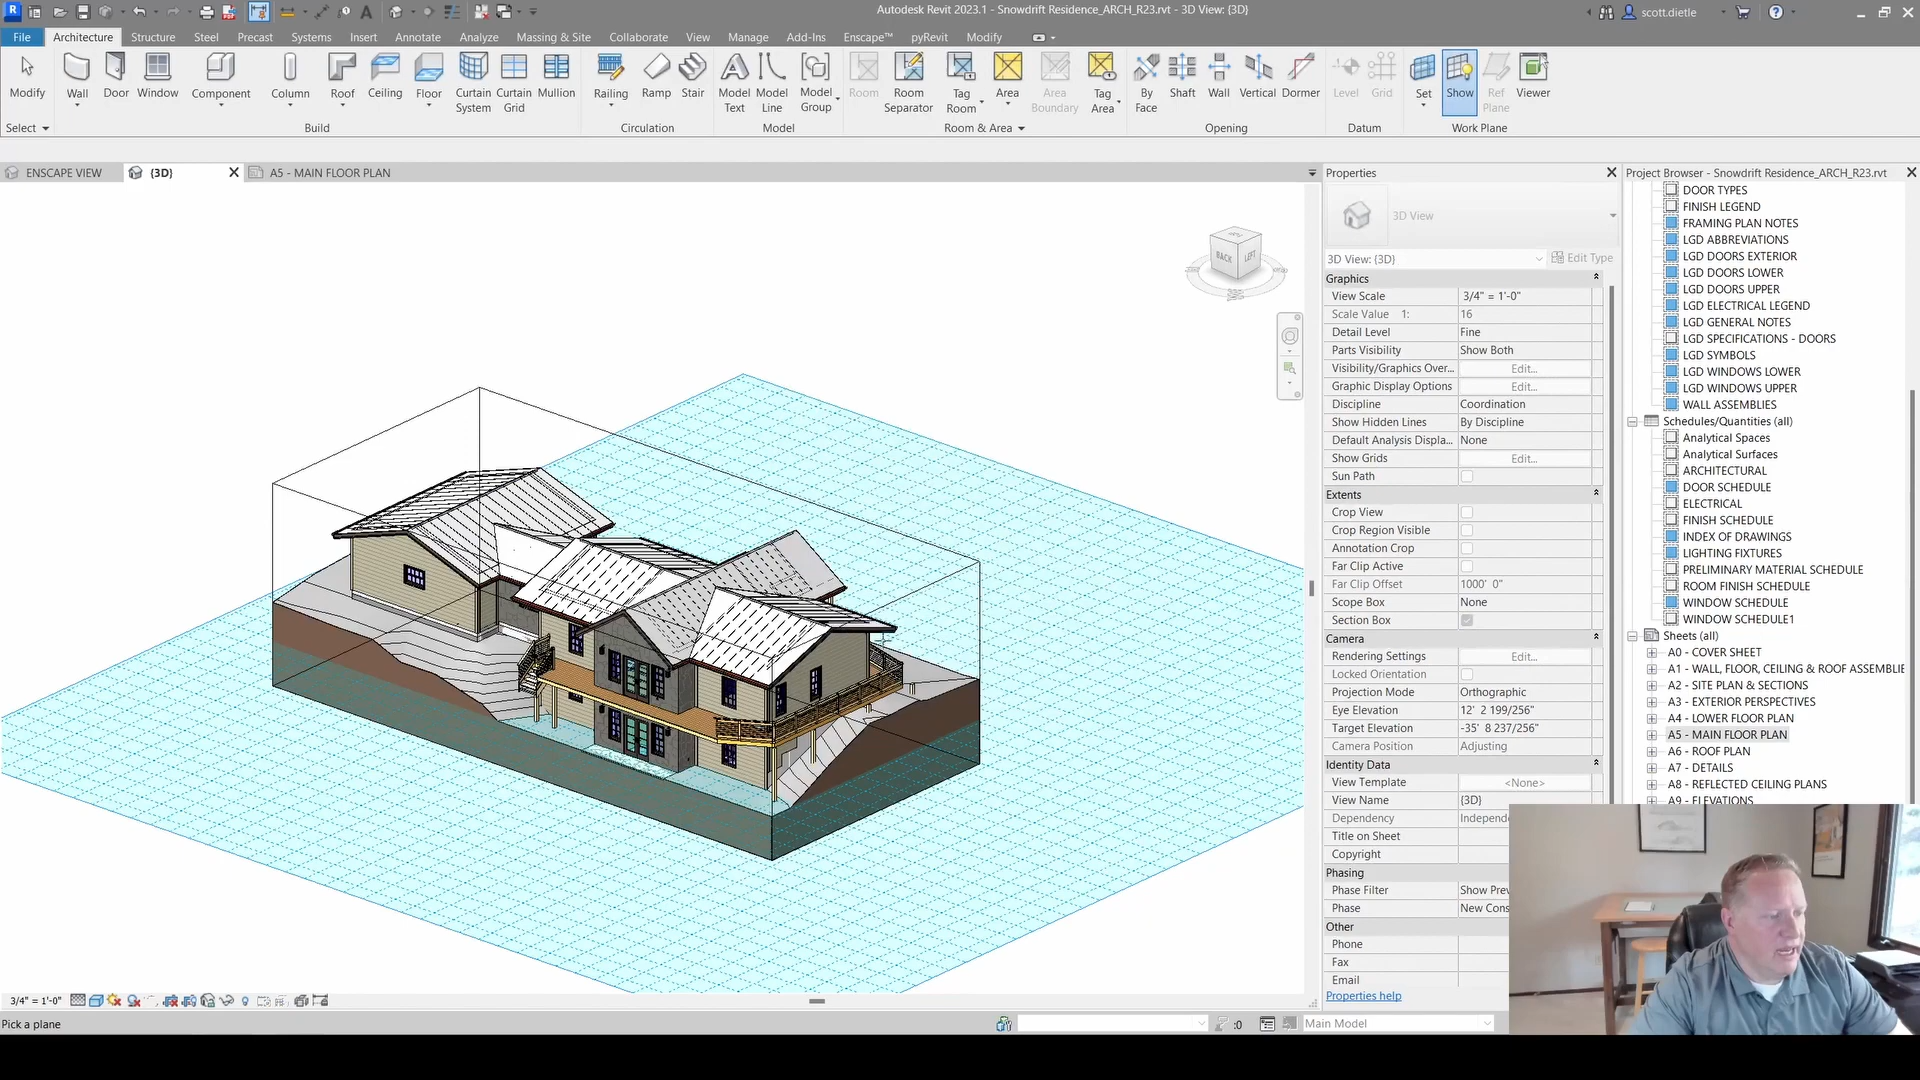 Autodesk Revit 2023.1 - Snowdrift Residence_ARCH_R23.rvt - 3D View: {3D}
scott.dietle
File Architecture Structure Steel Precast Systems Insert Annotate Analyze Massing & Site Collaborate View Manage Add-Ins Enscape™ pyRevit Modify
Modify Wall Door Window Component Column Roof Ceiling Floor Curtain System Curtain Grid Mullion Railing Ramp Stair Model Text Model Line Model Group Room Room Separator Tag Room Area Area Boundary Tag Area By Face Shaft Wall Vertical Dormer Level Grid Set Show Ref Plane Viewer
Select Build Circulation Model Room & Area Opening Datum Work Plane
ENSCAPE VIEW {3D} A5 - MAIN FLOOR PLAN
BACK LEFT
Properties
3D View
3D View: {3D} Edit Type
Graphics
View Scale 3/4" = 1'-0"
Scale Value 1: 16
Detail Level Fine
Parts Visibility Show Both
Visibility/Graphics Over... Edit...
Graphic Display Options Edit...
Discipline Coordination
Show Hidden Lines By Discipline
Default Analysis Displa... None
Show Grids Edit...
Sun Path
Extents
Crop View
Crop Region Visible
Annotation Crop
Far Clip Active
Far Clip Offset 1000' 0"
Scope Box None
Section Box
Camera
Rendering Settings Edit...
Locked Orientation
Projection Mode Orthographic
Eye Elevation 12' 2 199/256"
Target Elevation -35' 8 237/256"
Camera Position Adjusting
Identity Data
View Template <None>
View Name {3D}
Dependency Independ
Title on Sheet
Copyright
Phasing
Phase Filter Show Prev
Phase New Cons
Other
Phone
Fax
Email
Properties help
Project Browser - Snowdrift Residence_ARCH_R23.rvt
DOOR TYPES
FINISH LEGEND
FRAMING PLAN NOTES
LGD ABBREVIATIONS
LGD DOORS EXTERIOR
LGD DOORS LOWER
LGD DOORS UPPER
LGD ELECTRICAL LEGEND
LGD GENERAL NOTES
LGD SPECIFICATIONS - DOORS
LGD SYMBOLS
LGD WINDOWS LOWER
LGD WINDOWS UPPER
WALL ASSEMBLIES
Schedules/Quantities (all)
Analytical Spaces
Analytical Surfaces
ARCHITECTURAL
DOOR SCHEDULE
ELECTRICAL
FINISH SCHEDULE
INDEX OF DRAWINGS
LIGHTING FIXTURES
PRELIMINARY MATERIAL SCHEDULE
ROOM FINISH SCHEDULE
WINDOW SCHEDULE
WINDOW SCHEDULE1
Sheets (all)
A0 - COVER SHEET
A1 - WALL, FLOOR, CEILING & ROOF ASSEMBLIE
A2 - SITE PLAN & SECTIONS
A3 - EXTERIOR PERSPECTIVES
A4 - LOWER FLOOR PLAN
A5 - MAIN FLOOR PLAN
A6 - ROOF PLAN
A7 - DETAILS
A8 - REFLECTED CEILING PLANS
A9 - ELEVATIONS
3/4" = 1'-0"
Pick a plane :0 Main Model